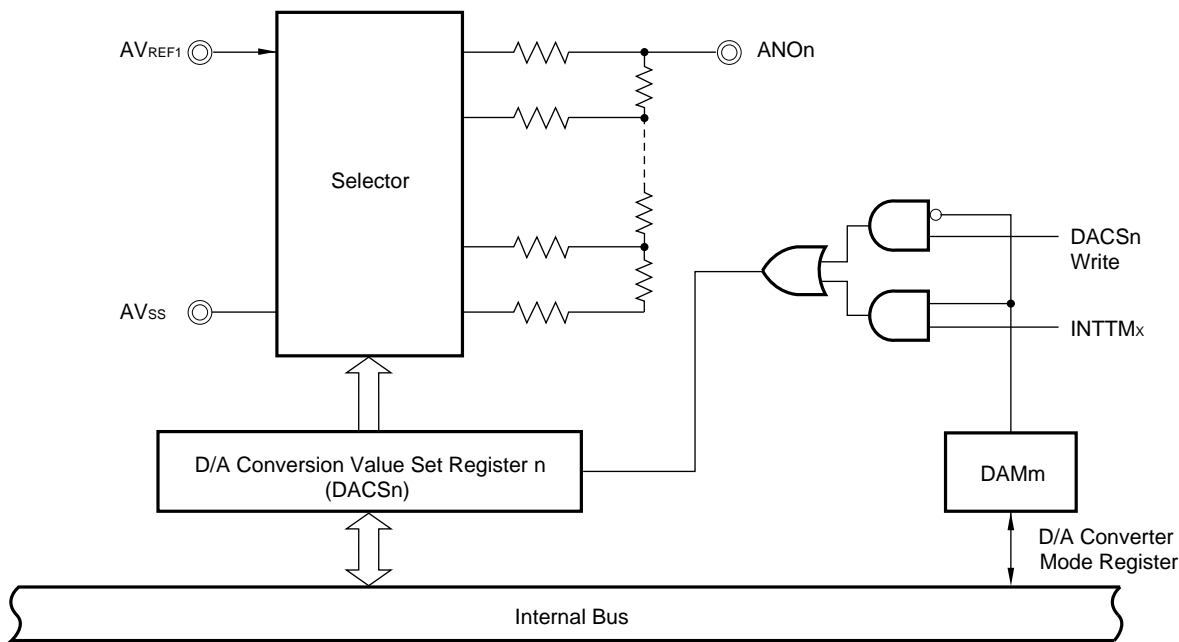 AVREF1
ANOn
Selector
DACSn
Write
AVSS
INTTMx
D/A Conversion Value Set Register n
(DACSn)
DAMm
D/A Converter
Mode Register
Internal Bus